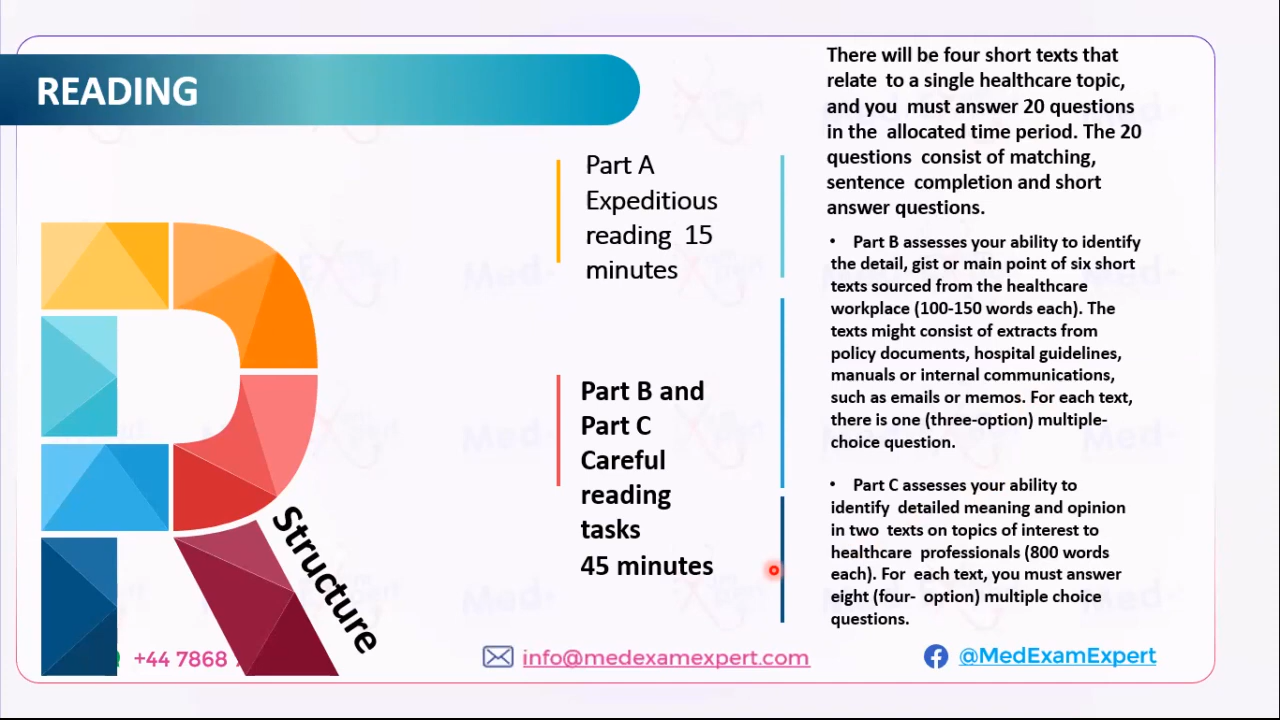 READING
Part A
Expeditious
reading 15
minutes
Part B and
Part C
Careful
reading
tasks
45 minutes
There will be four short texts that
relate to a single healthcare topic,
and you must answer 20 questions
in the allocated time period. The 20
questions consist of matching,
sentence completion and short
answer questions.
• Part B assesses your ability to identify
the detail, gist or main point of six short
texts sourced from the healthcare
workplace (100-150 words each). The
texts might consist of extracts from
policy documents, hospital guidelines,
manuals or internal communications,
such as emails or memos. For each text,
there is one (three-option) multiple-
choice question.
• Part C assesses your ability to
identify detailed meaning and opinion
in two texts on topics of interest to
healthcare professionals (800 words
each). For each text, you must answer
eight (four- option) multiple choice
questions.
Structure
+44 7868
info@medexamexpert.com
@MedExamExpert